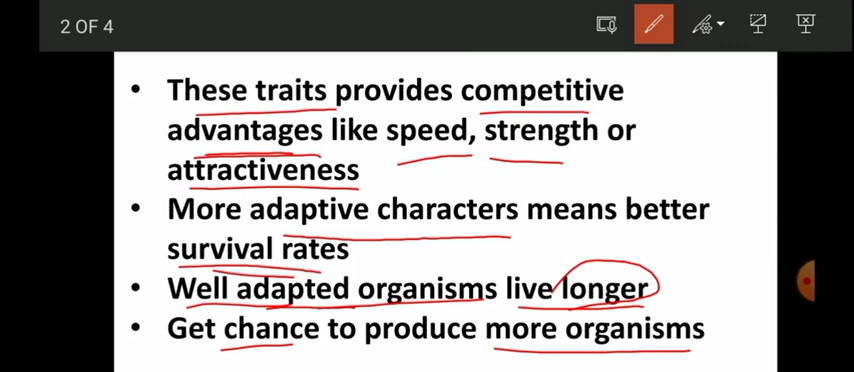 2 OF 4
• These traits provides competitive
advantages like speed, strength or
attractiveness
• More adaptive characters means better
survival rates
• Well adapted organisms live longer
• Get chance to produce more organisms